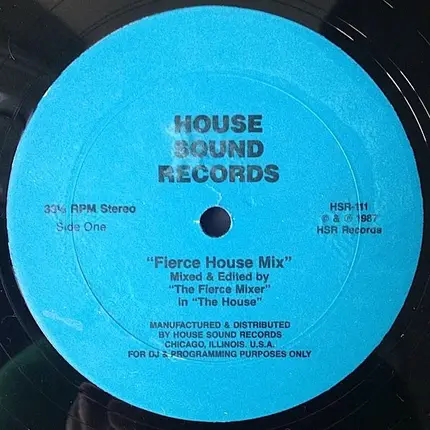 HOUSE
SOUND
RECORDS
33⅓ RPM Stereo
Side One
HSR-111
© & ℗ 1987
HSR Records
"Fierce House Mix"
Mixed & Edited by
"The Fierce Mixer"
in "The House"
MANUFACTURED & DISTRIBUTED
BY HOUSE SOUND RECORDS
CHICAGO, ILLINOIS. U.S.A.
FOR DJ & PROGRAMMING PURPOSES ONLY